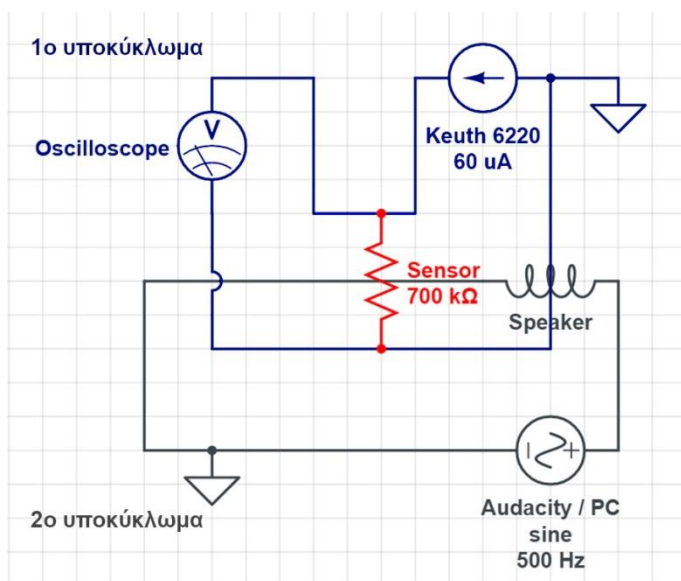 1ο υποκύκλωμα
V
Oscilloscope
Keuth 6220
60 uA
Sensor
700 kΩ
Speaker
Audacity / PC
sine
500 Hz
2ο υποκύκλωμα